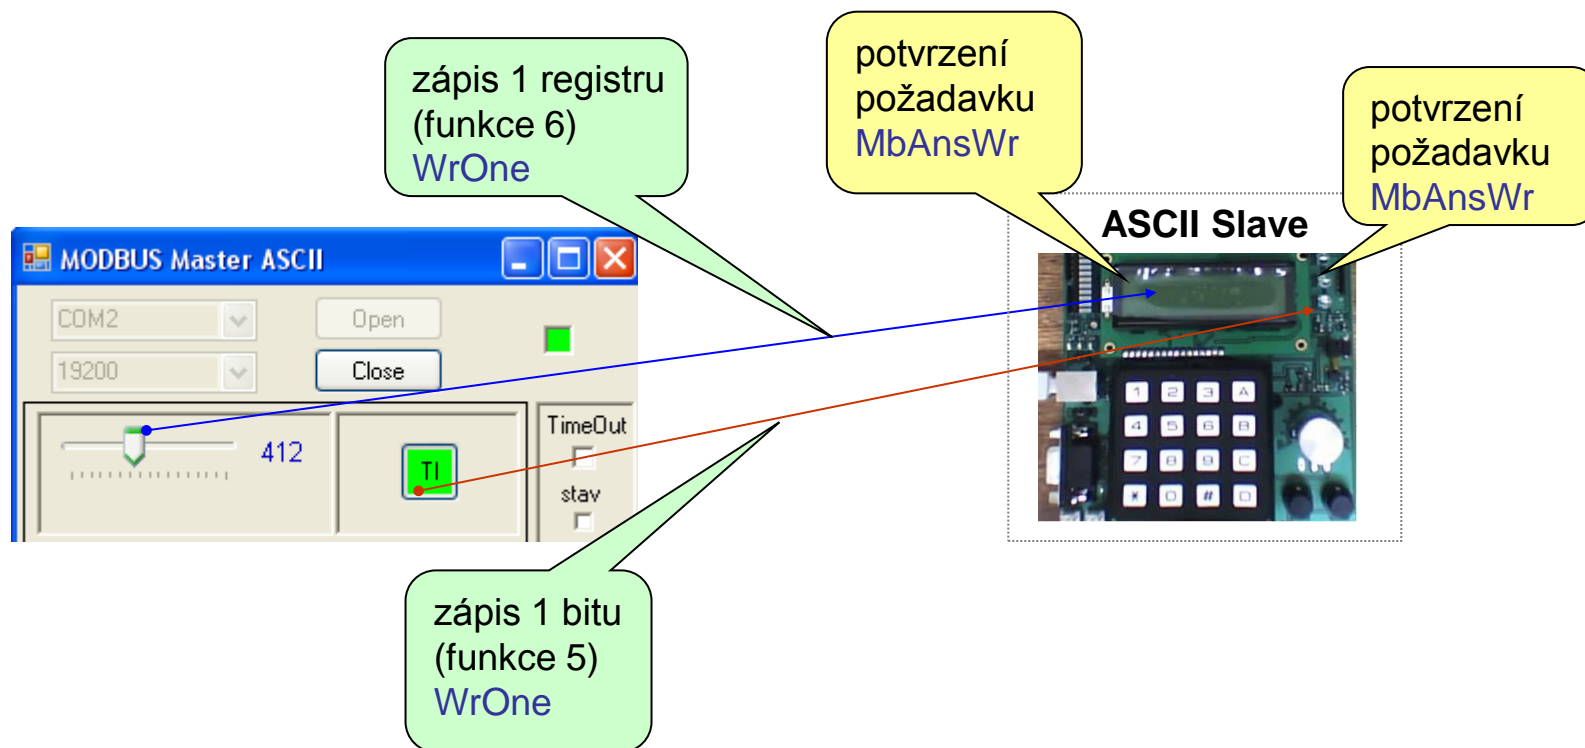 zápis 1 registru
(funkce 6)
WrOne
potvrzení
požadavku
MbAnsWr
potvrzení
požadavku
MbAnsWr
ASCII Slave
MODBUS Master ASCII
COM2
Open
19200
Close
412
TI
TimeOut
stav
1 2 3 A
4 5 6 B
7 8 9 C
* 0 # D
zápis 1 bitu
(funkce 5)
WrOne